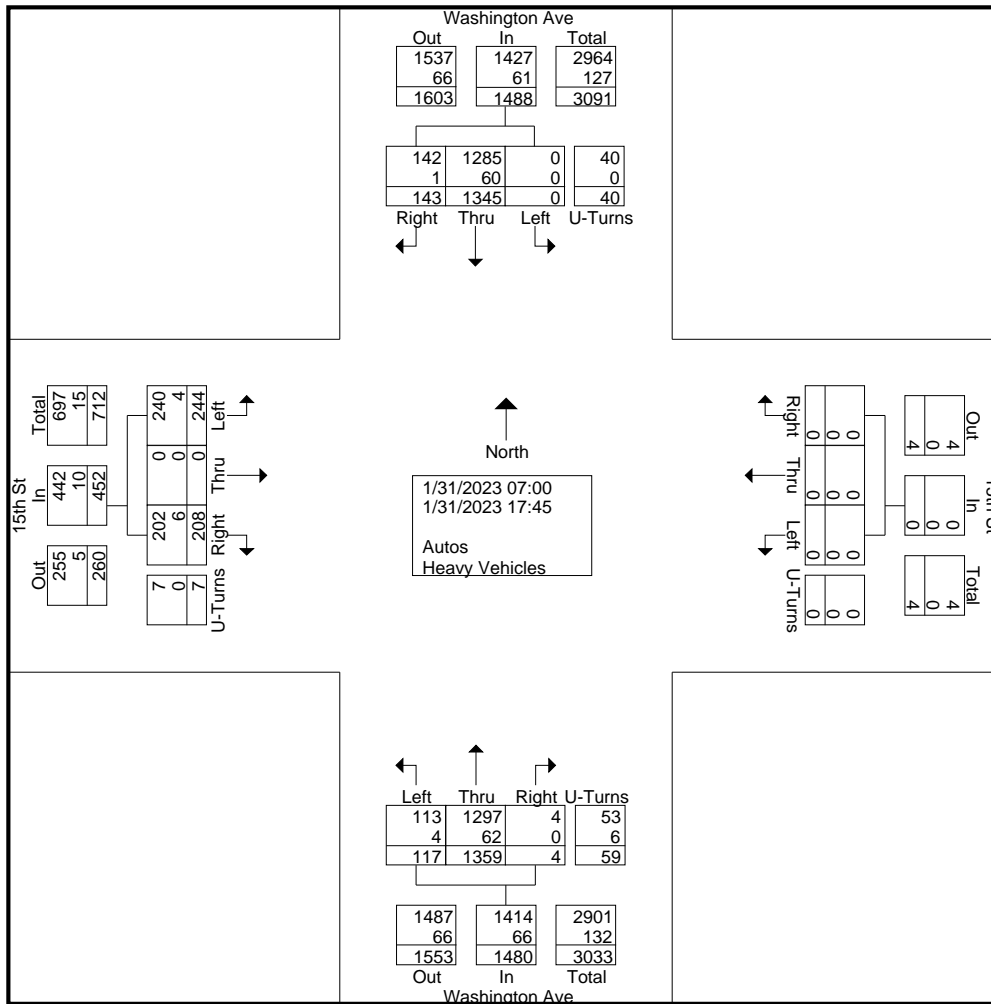 Washington Ave
Out In Total
1537 1427 2964
66 61 127
1603 1488 3091
142 1285 0 40
1 60 0 0
143 1345 0 40
Right Thru Left U-Turns
15th St
Total In Out
697 442 255
15 10 5
712 452 260
240 0 202 7
4 0 6 0
244 0 208 7
Left Thru Right U-Turns
North
1/31/2023 07:00
1/31/2023 17:45
Autos
Heavy Vehicles
Right Thru Left U-Turns
0 0 0 0
0 0 0 0
0 0 0 0
Out In Total
4 0 4
0 0 0
4 0 4
Left Thru Right U-Turns
113 1297 4 53
4 62 0 6
117 1359 4 59
1487 1414 2901
66 66 132
1553 1480 3033
Out In Total
Washington Ave